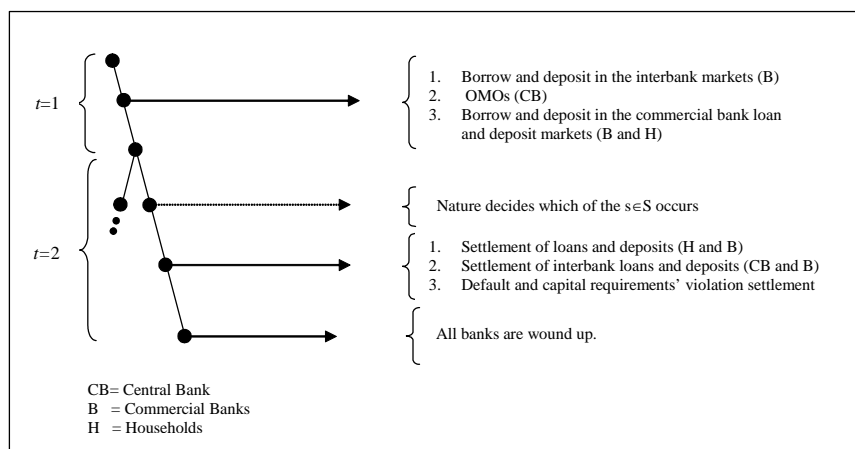 t=1
1. Borrow and deposit in the interbank markets (B)
2. OMOs (CB)
3. Borrow and deposit in the commercial bank loan
and deposit markets (B and H)
t=2
Nature decides which of the s∈S occurs
1. Settlement of loans and deposits (H and B)
2. Settlement of interbank loans and deposits (CB and B)
3. Default and capital requirements' violation settlement
All banks are wound up.
CB= Central Bank
B = Commercial Banks
H = Households